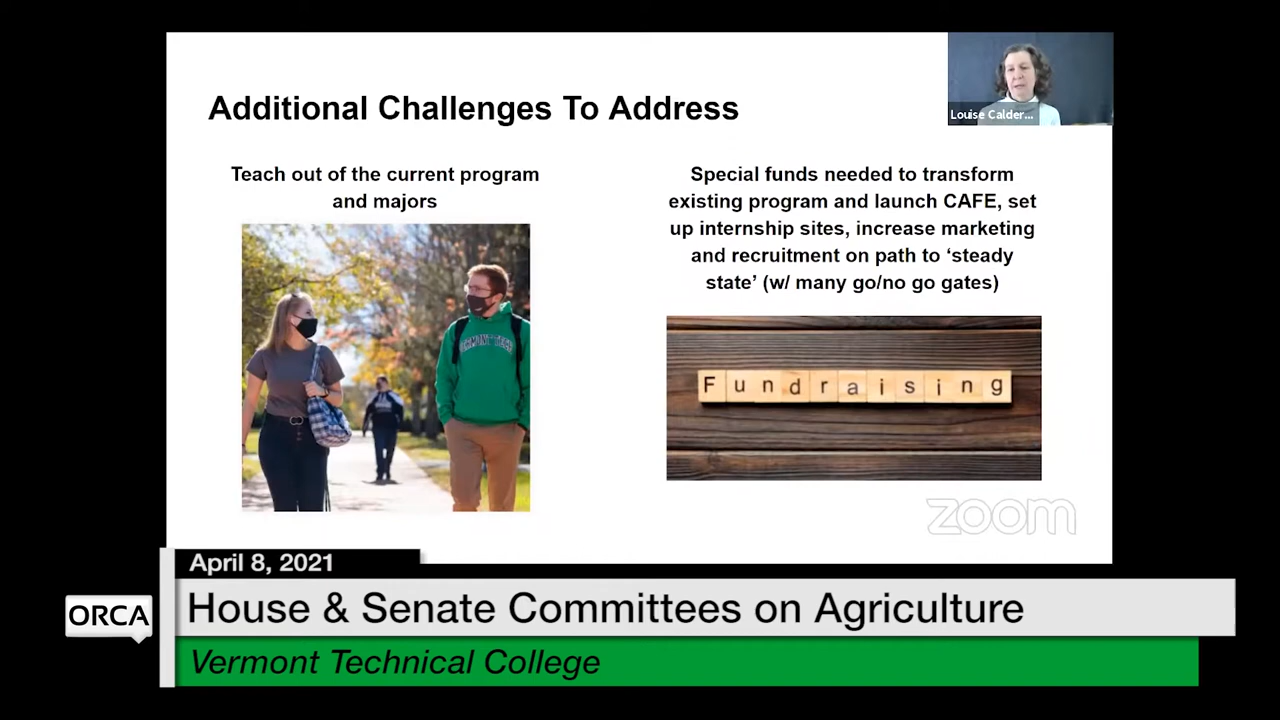 Louise Calder...
Additional Challenges To Address
Teach out of the current program
and majors
VERMONT TECH
Special funds needed to transform
existing program and launch CAFE, set
up internship sites, increase marketing
and recruitment on path to ‘steady
state’ (w/ many go/no go gates)
Fundraising
zoom
April 8, 2021
ORCA
House & Senate Committees on Agriculture
Vermont Technical College